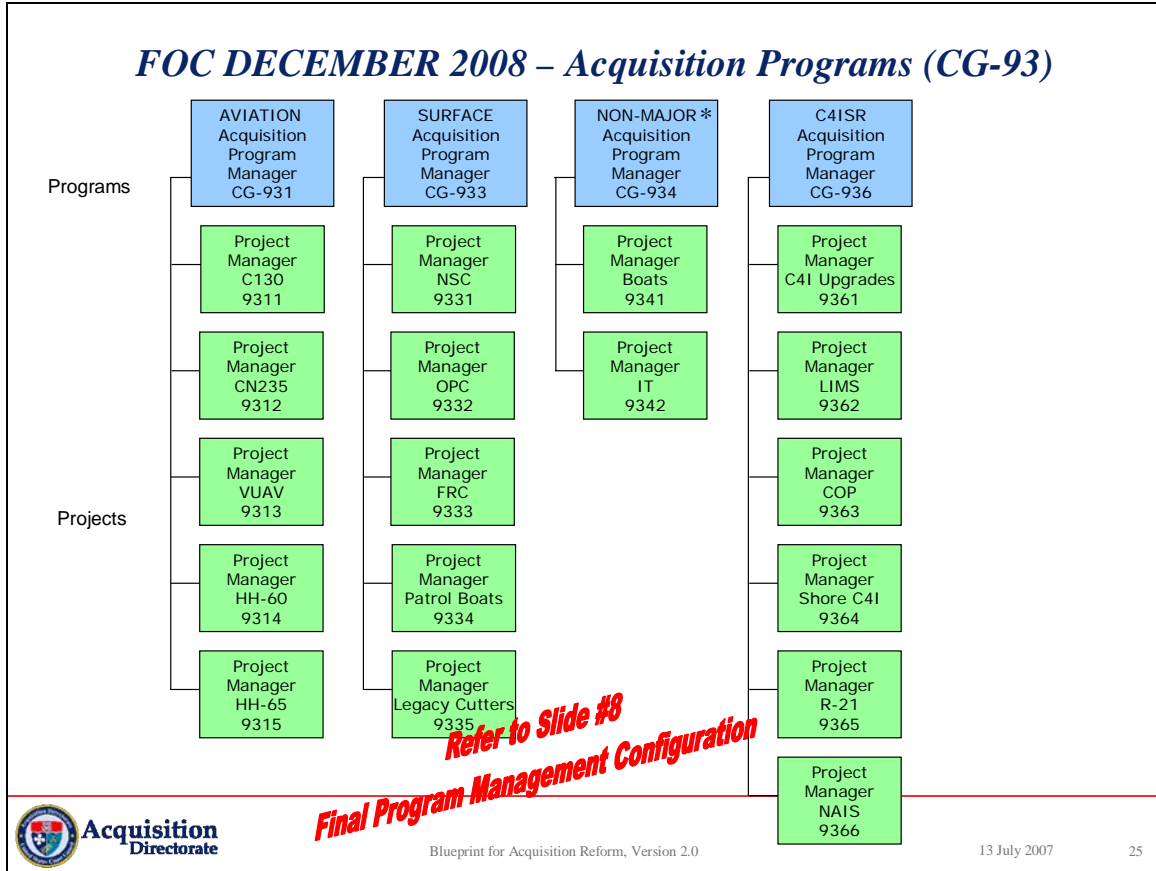 FOC DECEMBER 2008 – Acquisition Programs (CG-93)
Programs
Projects
AVIATION
Acquisition
Program
Manager
CG-931
Project
Manager
C130
9311
Project
Manager
CN235
9312
Project
Manager
VUAV
9313
Project
Manager
HH-60
9314
Project
Manager
HH-65
9315
SURFACE
Acquisition
Program
Manager
CG-933
Project
Manager
NSC
9331
Project
Manager
OPC
9332
Project
Manager
FRC
9333
Project
Manager
Patrol Boats
9334
Project
Manager
Legacy Cutters
9335
NON-MAJOR*
Acquisition
Program
Manager
CG-934
Project
Manager
Boats
9341
Project
Manager
IT
9342
C4ISR
Acquisition
Program
Manager
CG-936
Project
Manager
C4I Upgrades
9361
Project
Manager
LIMS
9362
Project
Manager
COP
9363
Project
Manager
Shore C4I
9364
Project
Manager
R-21
9365
Project
Manager
NAIS
9366
Refer to Slide #8
Final Program Management Configuration
Acquisition
Directorate
Blueprint for Acquisition Reform, Version 2.0
13 July 2007
25